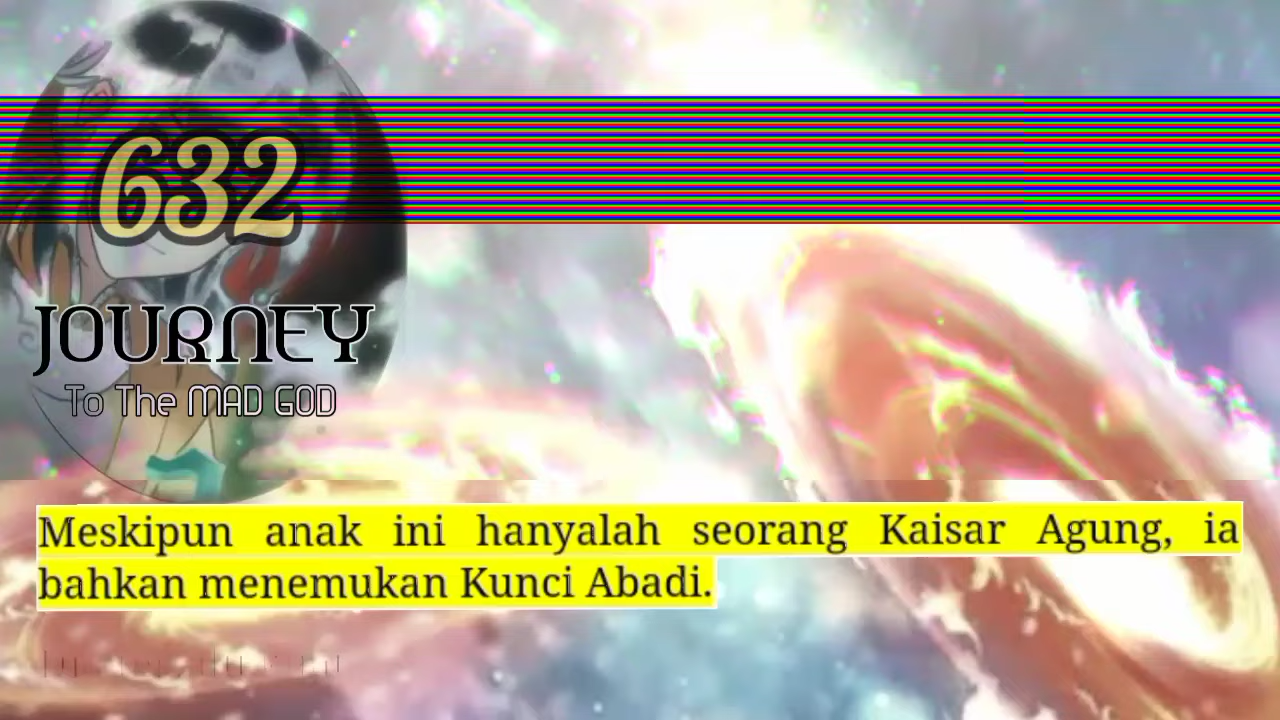 632
JOURNEY
To The MAD GOD
Meskipun anak ini hanyalah seorang Kaisar Agung, ia
bahkan menemukan Kunci Abadi.